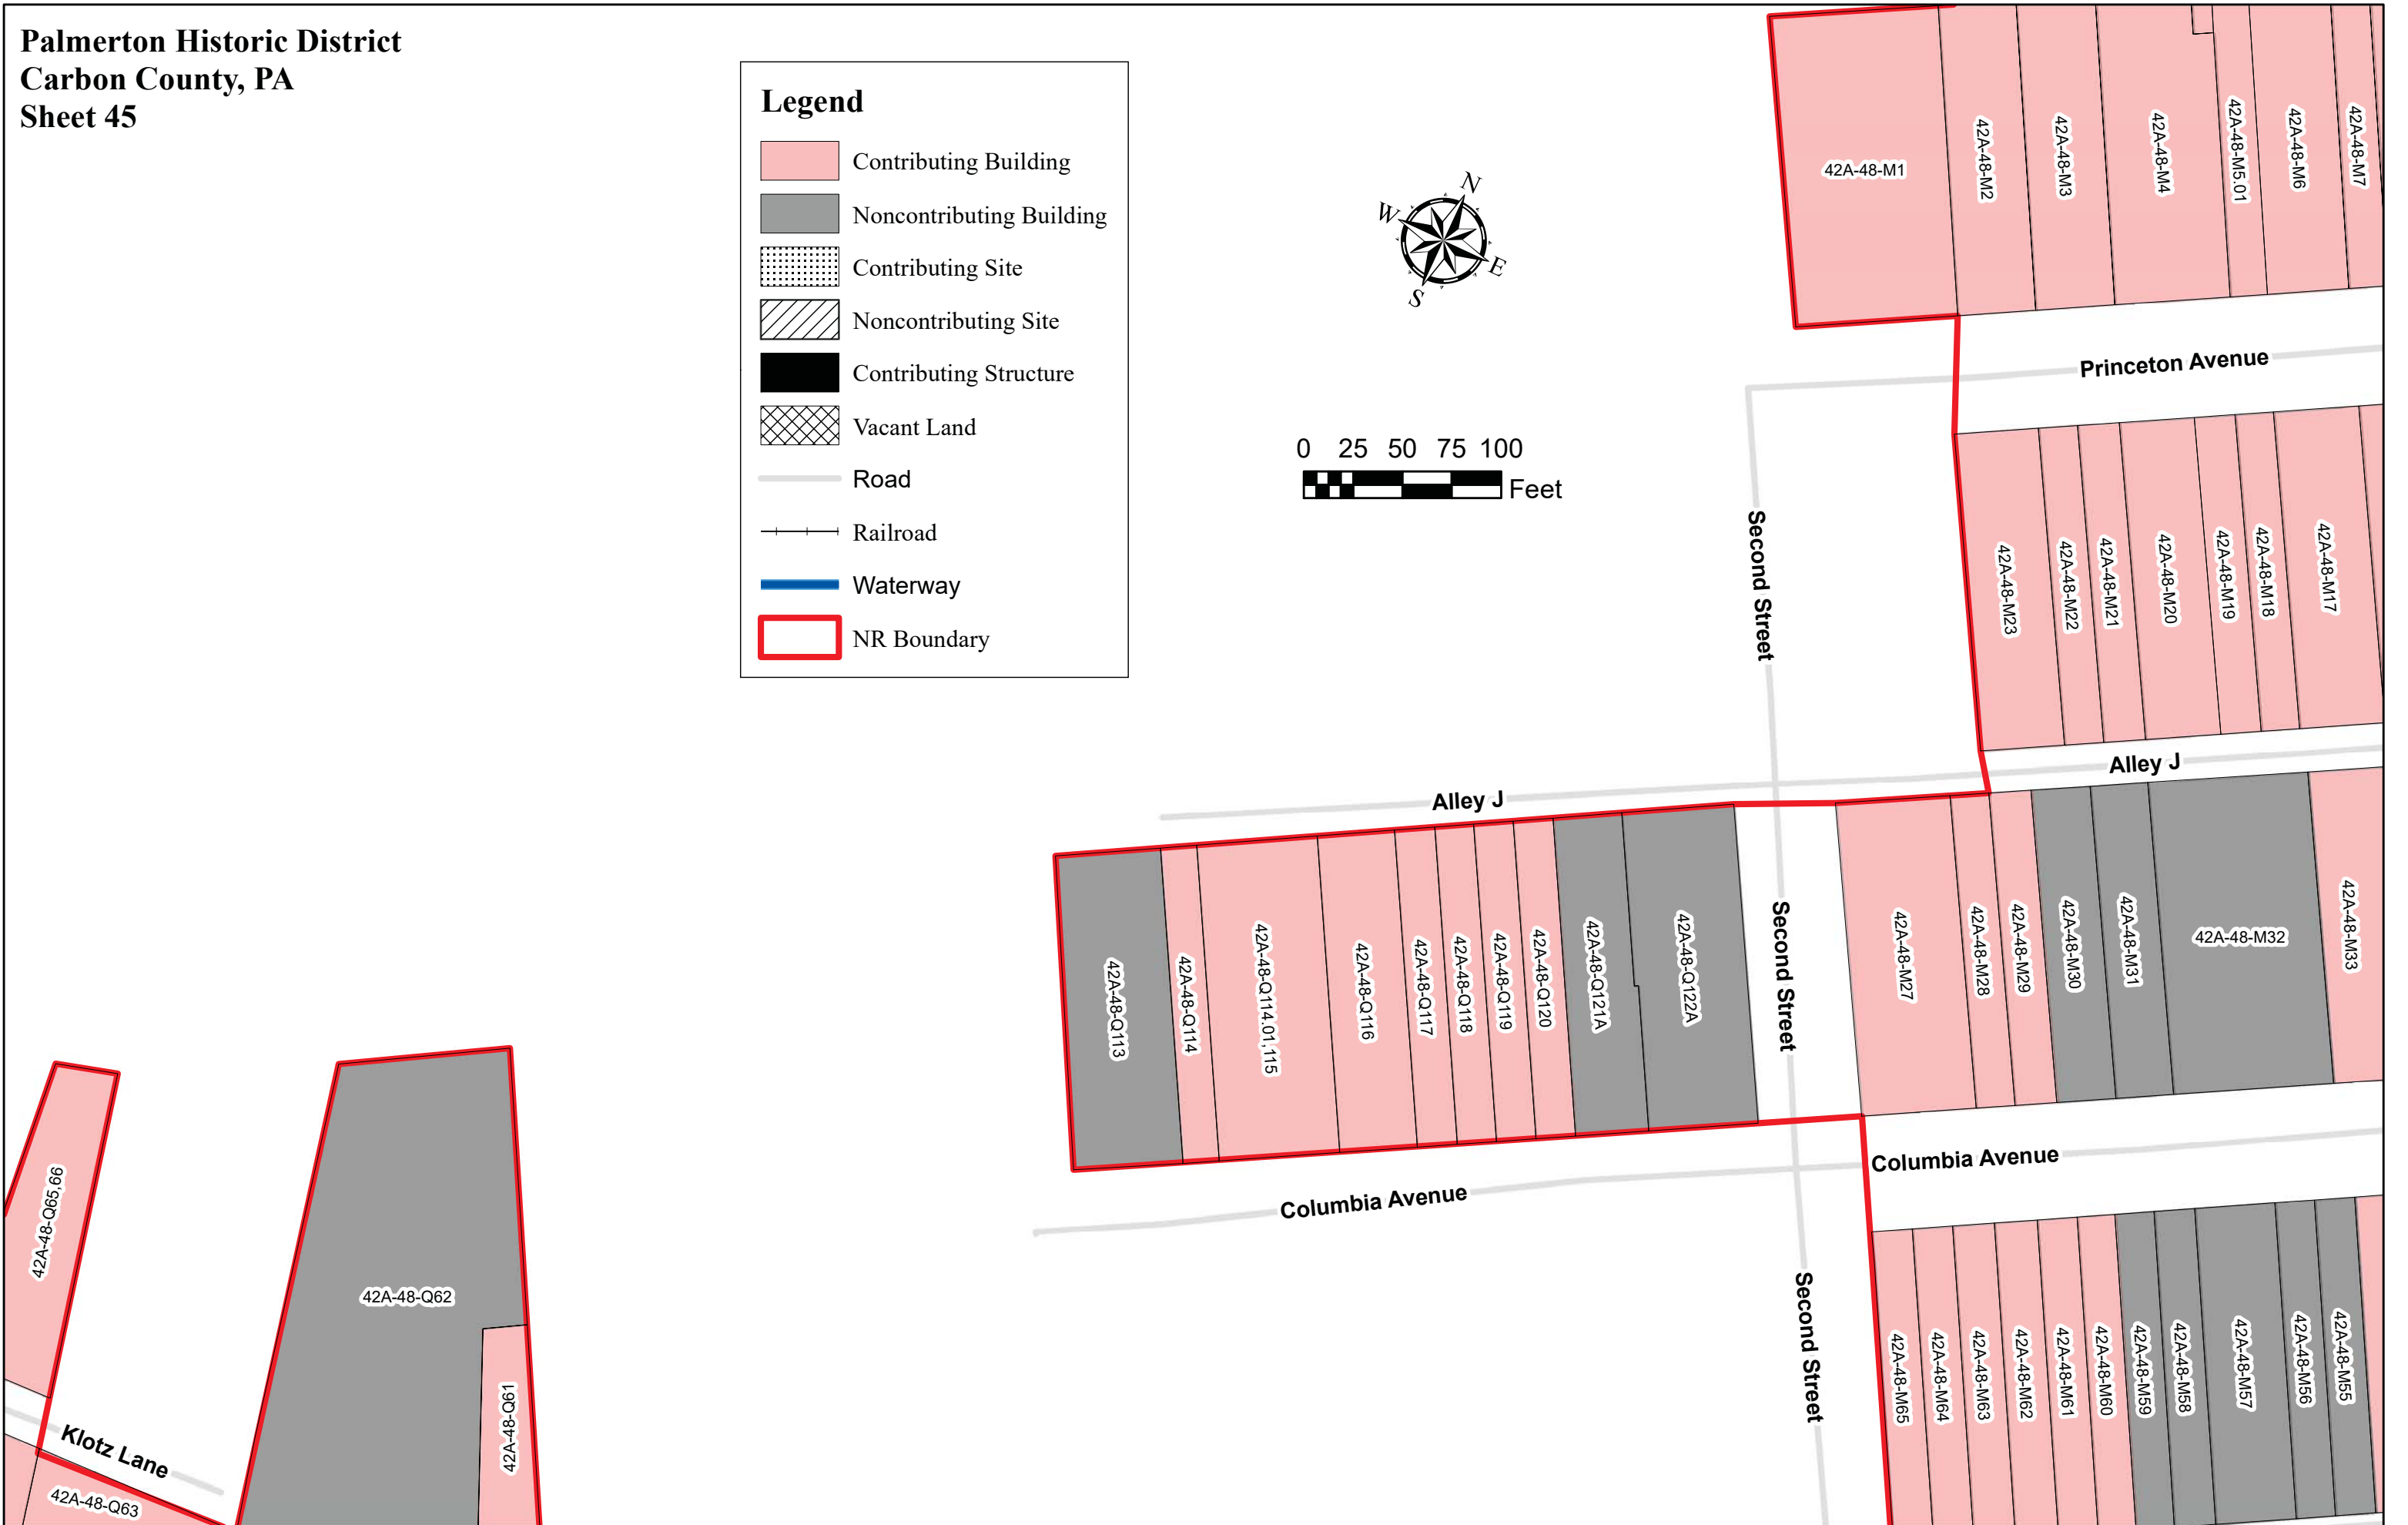 Palmerton Historic District
Carbon County, PA
Sheet 45
Legend
Contributing Building
Noncontributing Building
Contributing Site
Noncontributing Site
Contributing Structure
Vacant Land
Road
Railroad
Waterway
NR Boundary
N
W
E
S
0 25 50 75 100
Feet
42A-48-M1
42A-48-M2
42A-48-M3
42A-48-M4
42A-48-M5.01
42A-48-M6
42A-48-M7
Princeton Avenue
Second Street
42A-48-M23
42A-48-M22
42A-48-M21
42A-48-M20
42A-48-M19
42A-48-M18
42A-48-M17
Alley J
Alley J
42A-48-Q113
42A-48-Q114
42A-48-Q114.01,115
42A-48-Q116
42A-48-Q117
42A-48-Q118
42A-48-Q119
42A-48-Q120
42A-48-Q121A
42A-48-Q122A
Second Street
42A-48-M27
42A-48-M28
42A-48-M29
42A-48-M30
42A-48-M31
42A-48-M32
42A-48-M33
Columbia Avenue
Columbia Avenue
42A-48-Q65,66
42A-48-Q62
42A-48-Q61
Klotz Lane
42A-48-Q63
Second Street
42A-48-M65
42A-48-M64
42A-48-M63
42A-48-M62
42A-48-M61
42A-48-M60
42A-48-M59
42A-48-M58
42A-48-M57
42A-48-M56
42A-48-M55